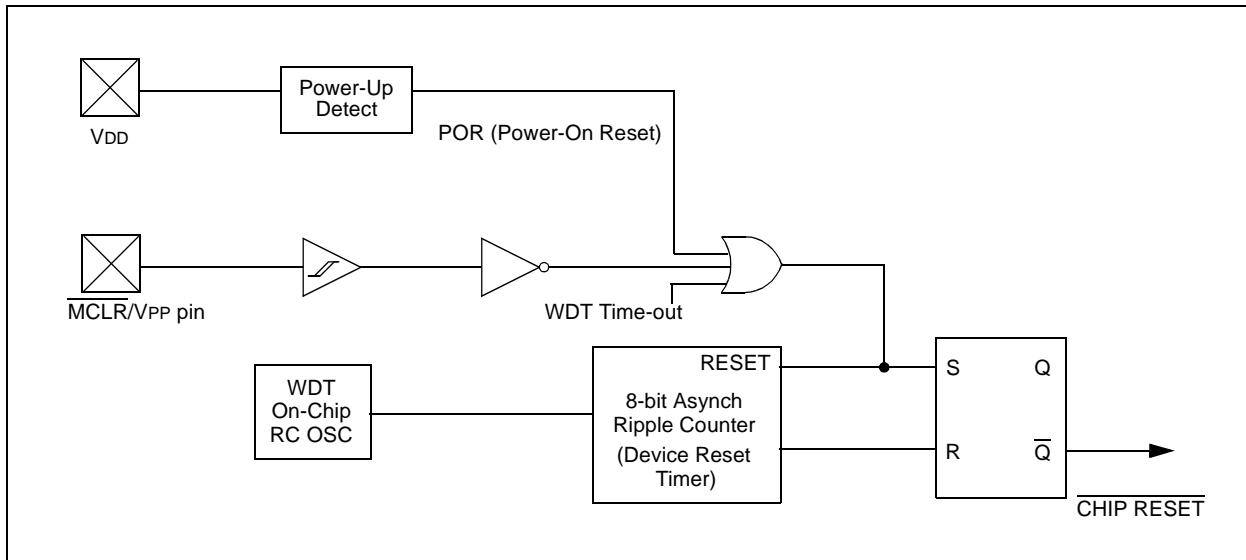 Power-Up
Detect
VDD
POR (Power-On Reset)
MCLR/VPP pin
WDT Time-out
RESET
S
Q
WDT
On-Chip
RC OSC
8-bit Asynch
Ripple Counter
(Device Reset
Timer)
R
Q
CHIP RESET